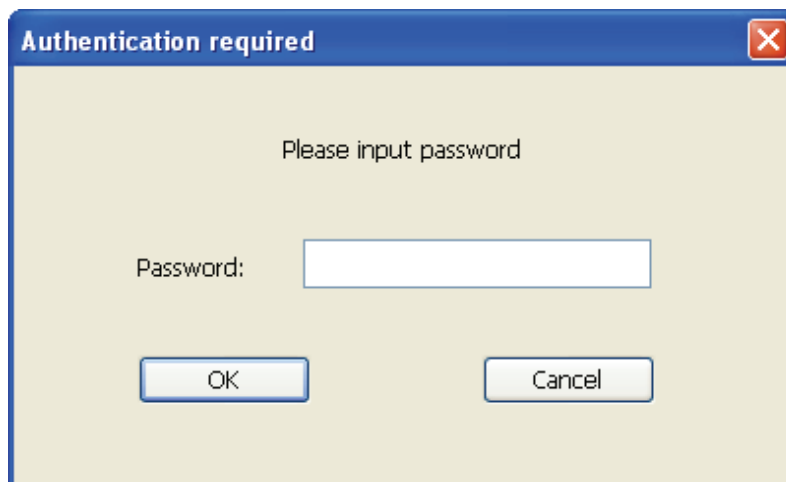 Authentication required
Please input password
Password:
OK Cancel